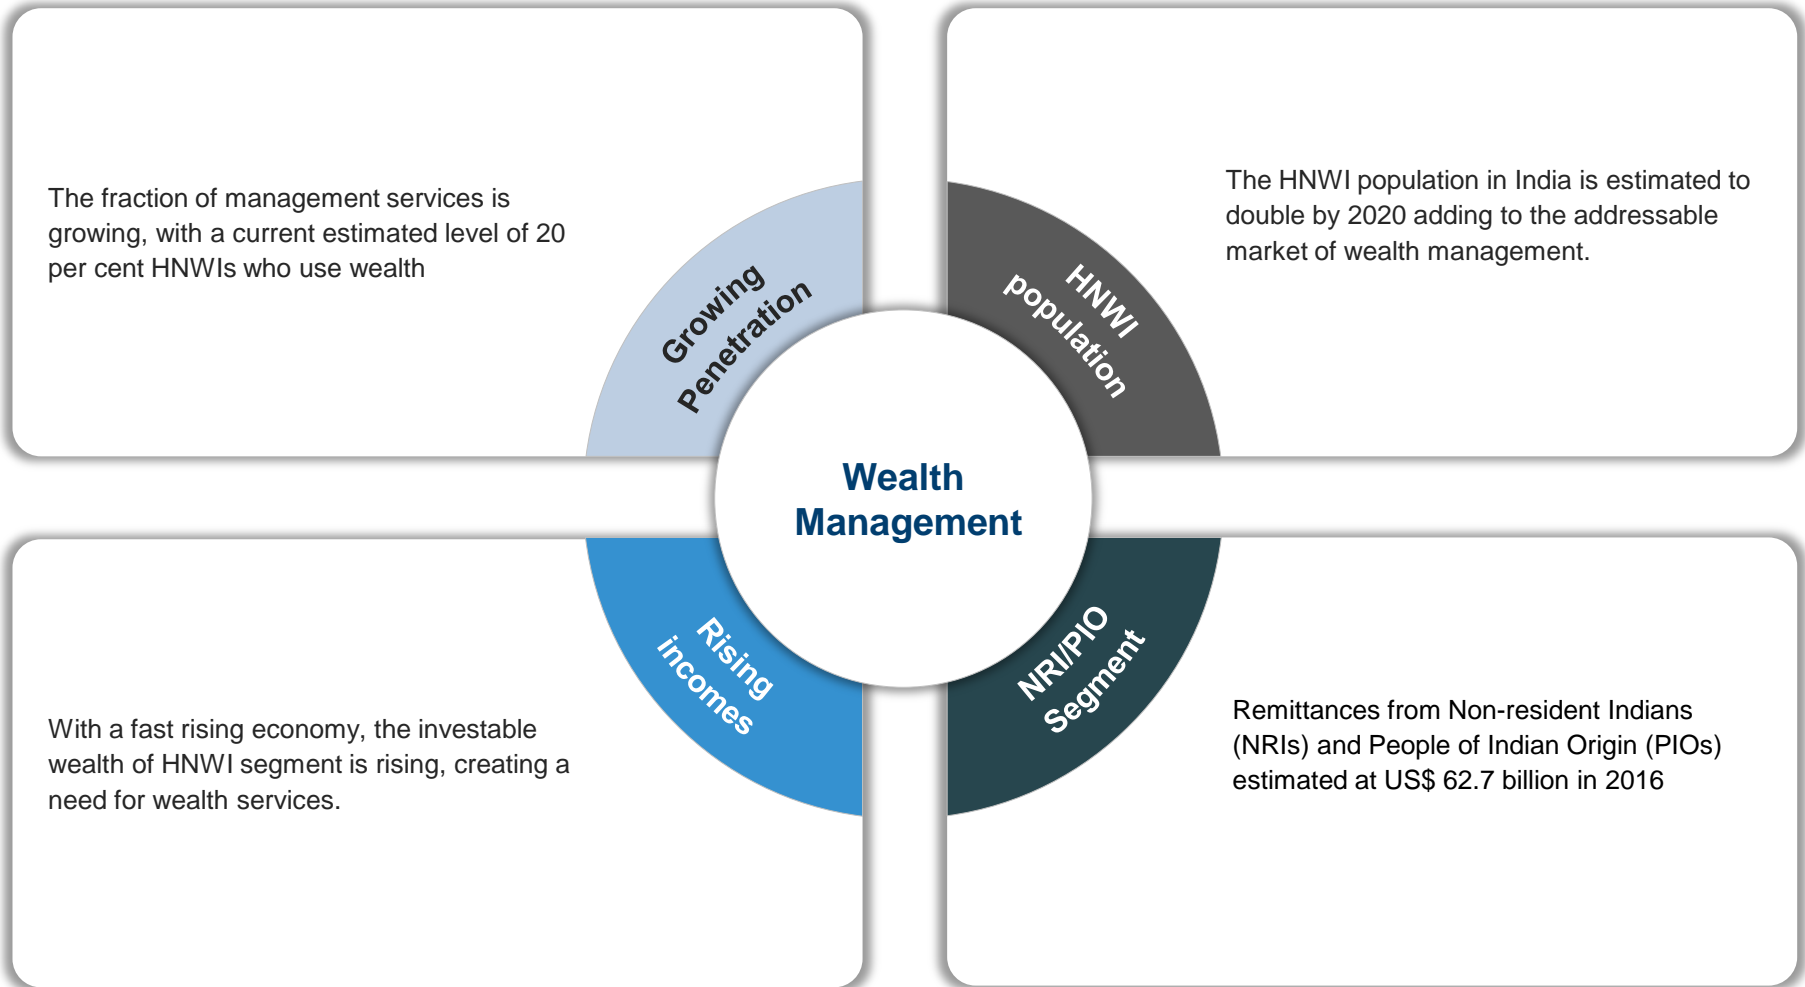 The fraction of management services is
growing, with a current estimated level of 20
per cent HNWIs who use wealth
Growing
Penetration
The HNWI population in India is estimated to
double by 2020 adding to the addressable
market of wealth management.
HNWI
population
Wealth
Management
With a fast rising economy, the investable
wealth of HNWI segment is rising, creating a
need for wealth services.
Rising
incomes
NRI/PIO
Segment
Remittances from Non-resident Indians
(NRIs) and People of Indian Origin (PIOs)
estimated at US$ 62.7 billion in 2016